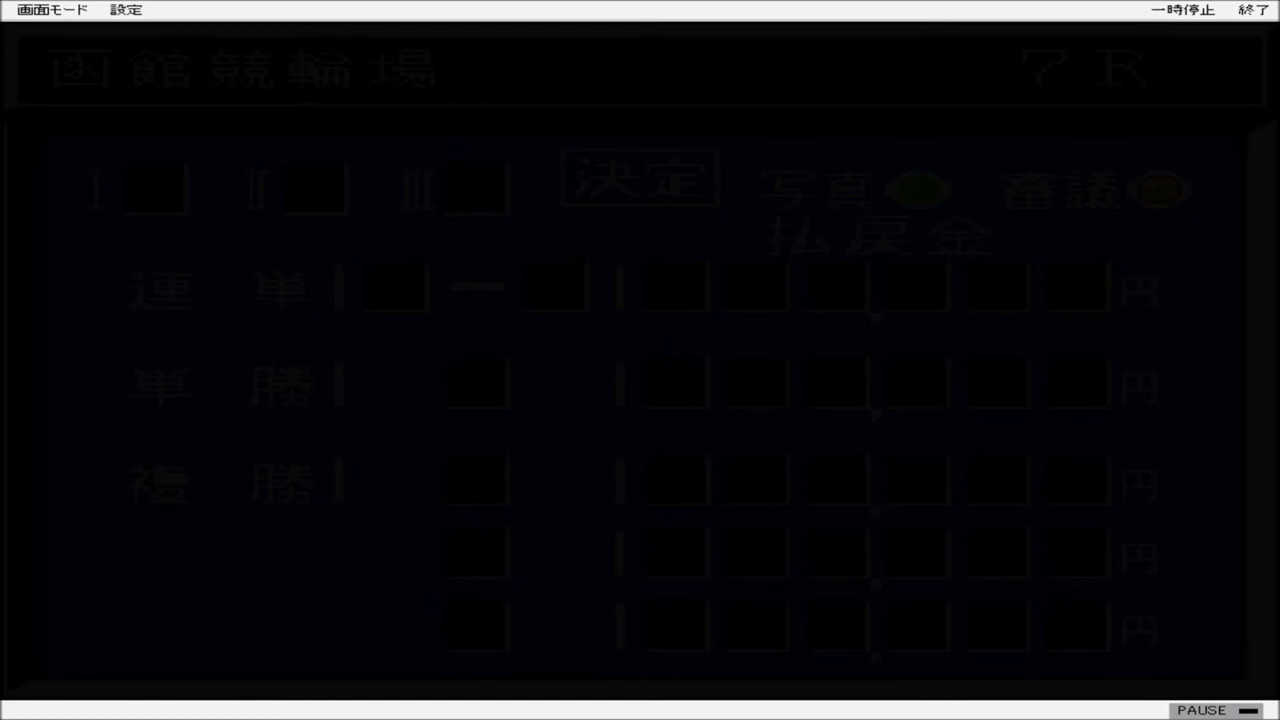 画面モード 設定 一時停止 終了
函館競輪場 7R
I II III 決定 写真 審議
払戻金
連 単 ー , 円
単 勝 , 円
複 勝 , 円
, 円
, 円
PAUSE